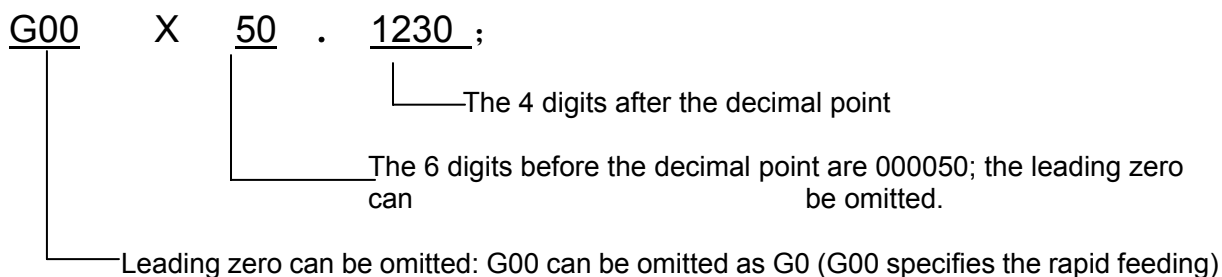 G00 X 50 . 1230 ;
The 4 digits after the decimal point
The 6 digits before the decimal point are 000050; the leading zero
can be omitted.
Leading zero can be omitted: G00 can be omitted as G0 (G00 specifies the rapid feeding)